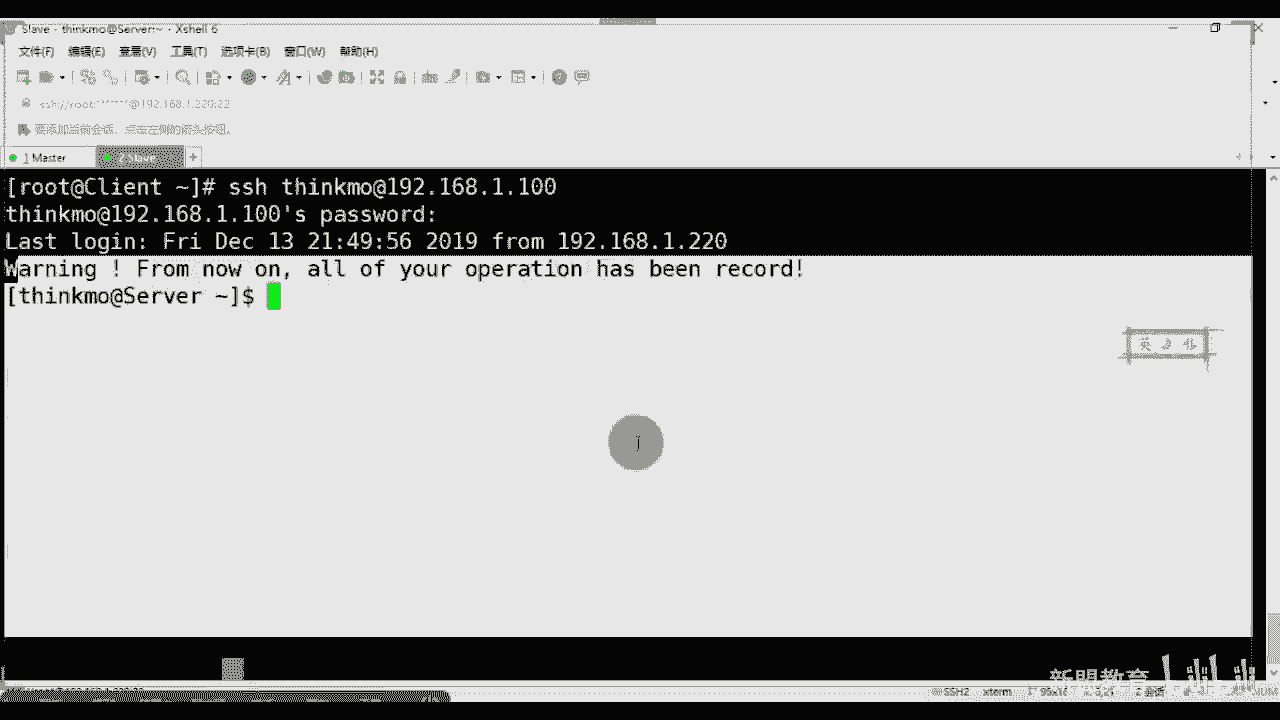 Slave - thinkmo@Server:~ - Xshell 6
文件(F) 编辑(E) 查看(V) 工具(T) 选项卡(B) 窗口(W) 帮助(H)
ssh://root:******@192.168.1.220:22
要添加当前会话，点击左侧的箭头按钮。
1 Master 2 Slave +
[root@Client ~]# ssh thinkmo@192.168.1.100
thinkmo@192.168.1.100's password:
Last login: Fri Dec 13 21:49:56 2019 from 192.168.1.220
Warning ! From now on, all of your operation has been record!
[thinkmo@Server ~]$
英
新盟教育
SSH2 xterm